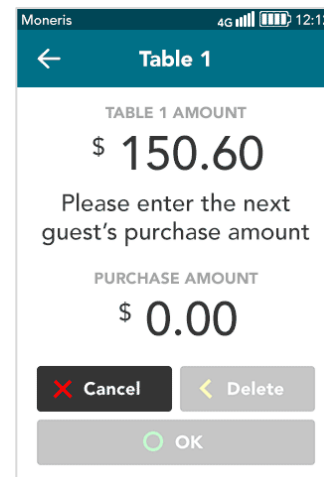 Moneris 4G 12:12
Table 1
TABLE 1 AMOUNT
$ 150.60
Please enter the next
guest's purchase amount
PURCHASE AMOUNT
$ 0.00
Cancel Delete
OK